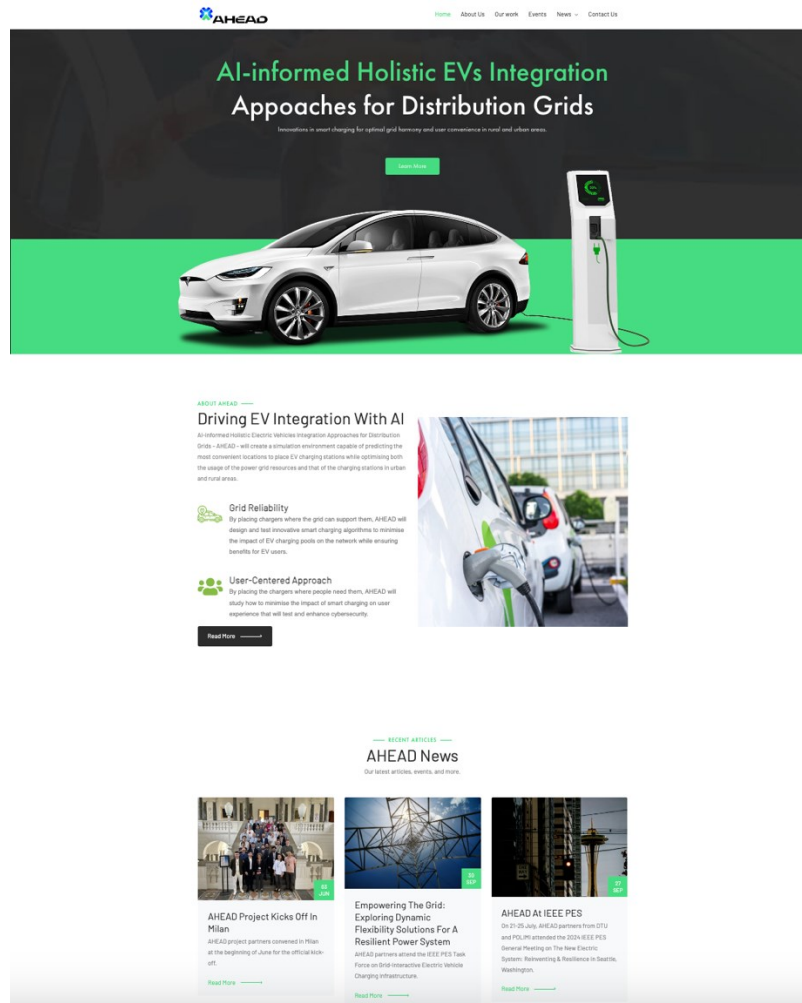 AHEAD
Home About Us Our work Events News Contact Us
AI-informed Holistic EVs Integration
Appoaches for Distribution Grids
Innovations in smart charging for optimal grid harmony and user convenience in rural and urban areas.
Learn More
ABOUT AHEAD
Driving EV Integration With AI
AI-informed Holistic Electric Vehicles Integration Approaches for Distribution
Grids – AHEAD – will create a simulation environment capable of predicting the
most convenient locations to place EV charging stations while optimising both
the usage of the power grid resources and that of the charging stations in urban
and rural areas.
Grid Reliability
By placing chargers where the grid can support them, AHEAD will
design and test innovative smart charging algorithms to minimise
the impact of EV charging pools on the network while ensuring
benefits for EV users.
User-Centered Approach
By placing the chargers where people need them, AHEAD will
study how to minimise the impact of smart charging on user
experience that will test and enhance cybersecurity.
Read More
RECENT ARTICLES
AHEAD News
Our latest articles, events, and more.
JUN
AHEAD Project Kicks Off In
Milan
AHEAD project partners convened in Milan
at the beginning of June for the official kick-
off.
Read More
30
SEP
Empowering The Grid:
Exploring Dynamic
Flexibility Solutions For A
Resilient Power System
AHEAD partners attend the IEEE PES Task
Force on Grid-Interactive Electric Vehicle
Charging Infrastructure.
Read More
SEP
AHEAD At IEEE PES
On 21-25 July, AHEAD partners from DTU
and POLIMI attended the 2024 IEEE PES
General Meeting on The New Electric
System: Reinventing & Resilience in Seattle,
Washington.
Read More